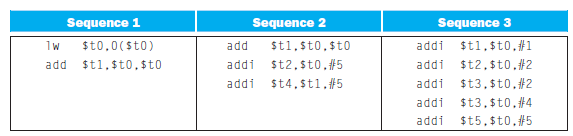 Sequence 1
Sequence 2
Sequence 3
lw $t0,0($t0)
add $t1,$t0,$t0
add $t1,$t0,$t0
addi $t2,$t0,#5
addi $t4,$t1,#5
addi $t1,$t0,#1
addi $t2,$t0,#2
addi $t3,$t0,#2
addi $t3,$t0,#4
addi $t5,$t0,#5